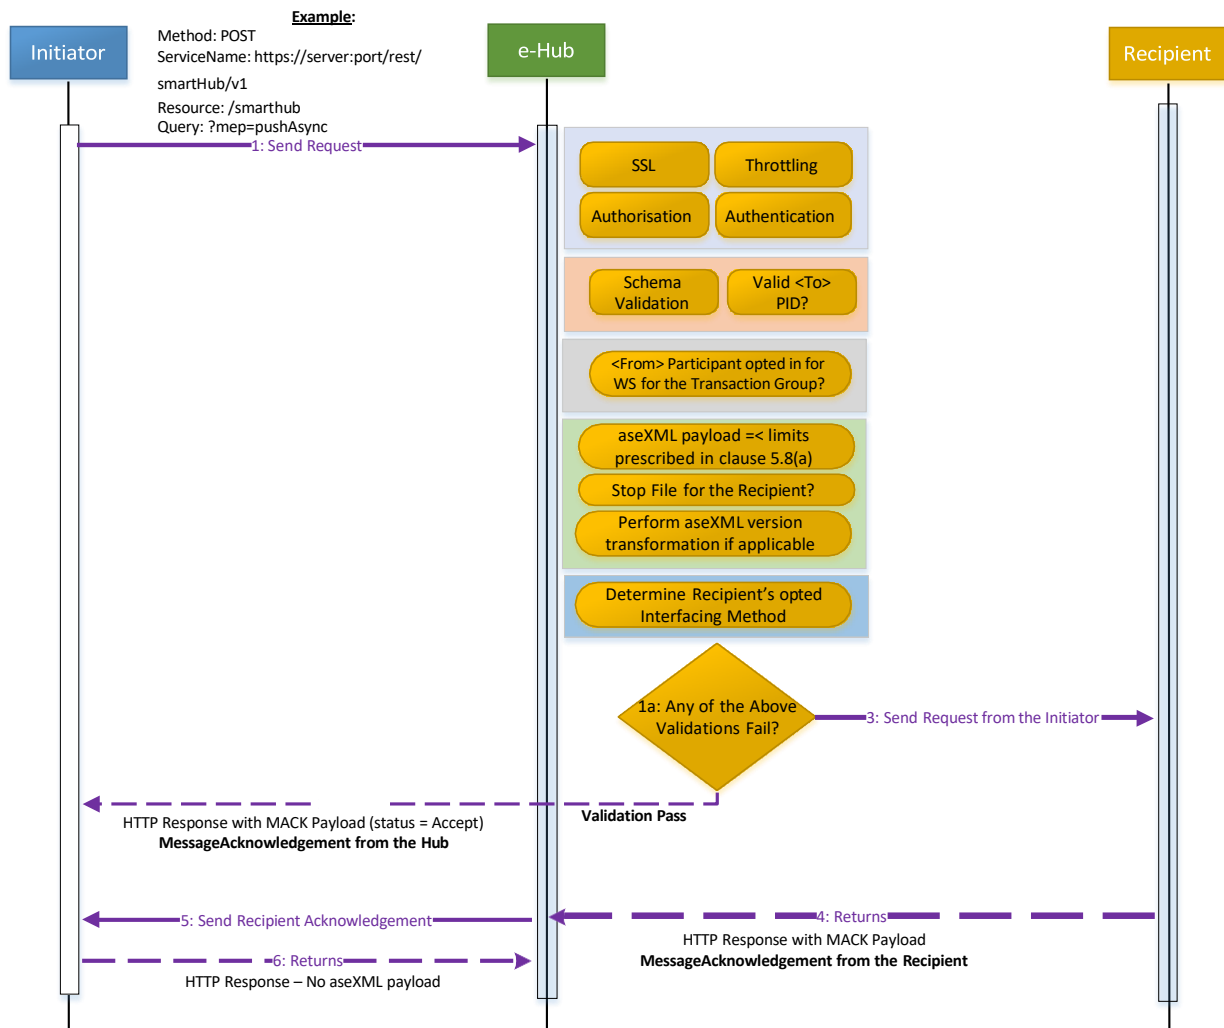 Example:
Method: POST
ServiceName: https://server:port/rest/
smartHub/v1
Resource: /smarthub
Query: ?mep=pushAsync
Initiator
e-Hub
Recipient
1: Send Request
SSL
Throttling
Authorisation
Authentication
Schema
Validation
Valid <To>
PID?
<From> Participant opted in for
WS for the Transaction Group?
aseXML payload =< limits
prescribed in clause 5.8(a)
Stop File for the Recipient?
Perform aseXML version
transformation if applicable
Determine Recipient's opted
Interfacing Method
1a: Any of the Above
Validations Fail?
3: Send Request from the Initiator
Validation Pass
HTTP Response with MACK Payload (status = Accept)
MessageAcknowledgement from the Hub
5: Send Recipient Acknowledgement
4: Returns
HTTP Response with MACK Payload
MessageAcknowledgement from the Recipient
6: Returns
HTTP Response – No aseXML payload